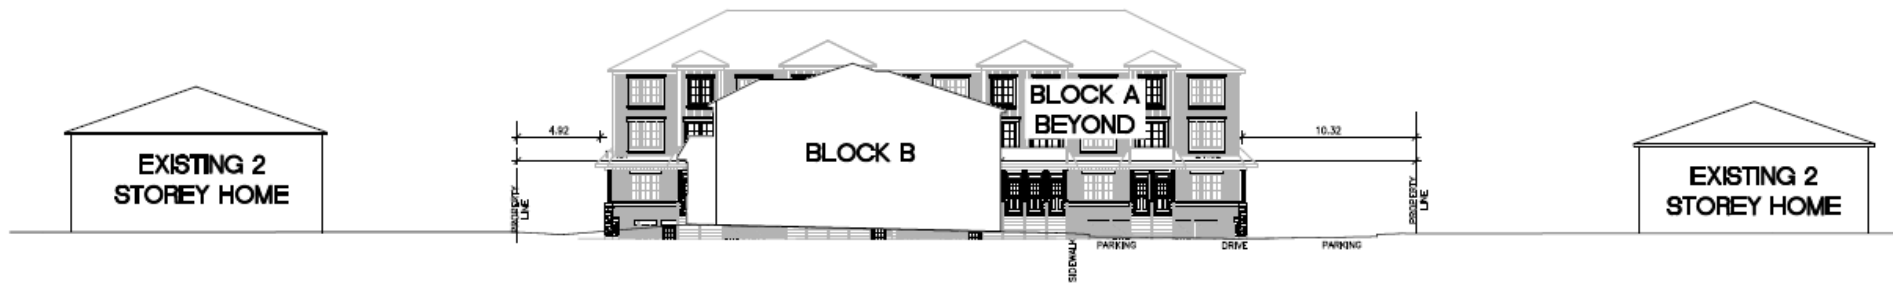 EXISTING 2
STOREY HOME
4.92
PROPERTY
LINE
BLOCK B
BLOCK A
BEYOND
10.32
PROPERTY
LINE
EXISTING 2
STOREY HOME
SIDEWALK
PARKING
DRIVE
PARKING